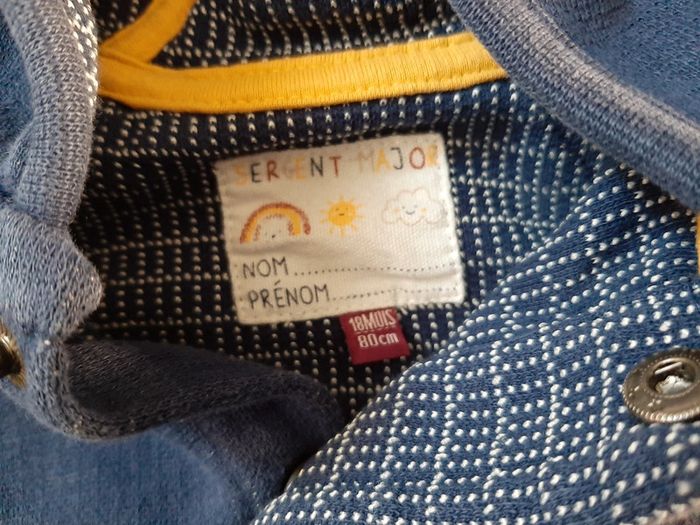 SERGENT MAJOR
NOM..................
PRÉNOM..................
18MOIS
80cm